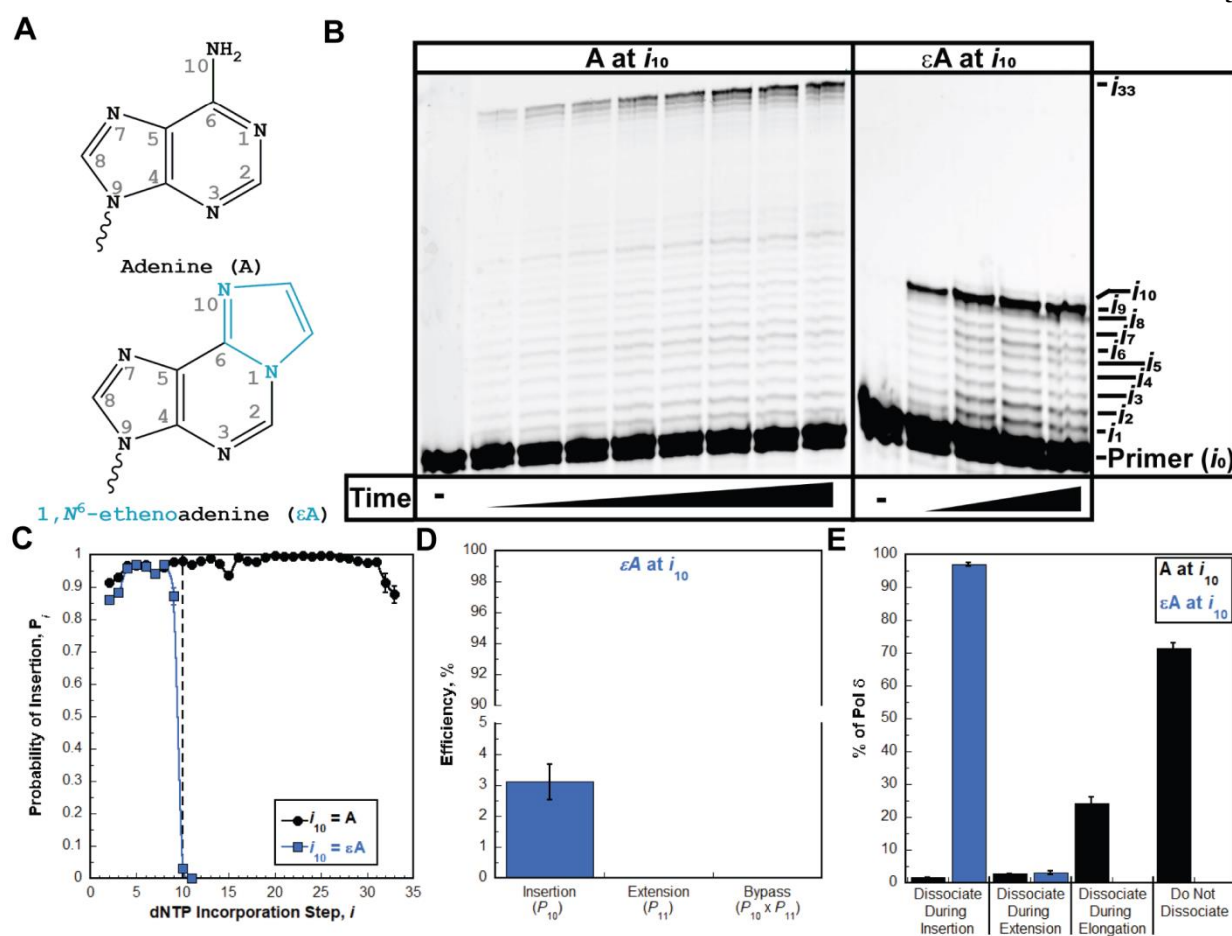 A
NH2
10
6
N
1
7
N
5
8
2
9
N
4
3
N
Adenine (A)
N
10
6
N
1
7
N
5
8
2
9
N
4
3
N
1,N6-ethenoadenine (εA)
B
A at i10
εA at i10
i33
i10
i9
i8
i7
i6
i5
i4
i3
i2
i1
Primer (i0)
Time
-
-
C
Probability of Insertion, Pi
1
0.9
0.8
0.7
0.6
0.5
0.4
0.3
0.2
0.1
0
0 5 10 15 20 25 30 35
dNTP Incorporation Step, i
i10 = A
i10 = εA
D
εA at i10
Efficiency, %
100
98
96
94
92
90
5
4
3
2
1
0
Insertion
(P10)
Extension
(P11)
Bypass
(P10 x P11)
E
A at i10
εA at i10
% of Pol δ
100
90
80
70
60
50
40
30
20
10
0
Dissociate
During
Insertion
Dissociate
During
Extension
Dissociate
During
Elongation
Do Not
Dissociate